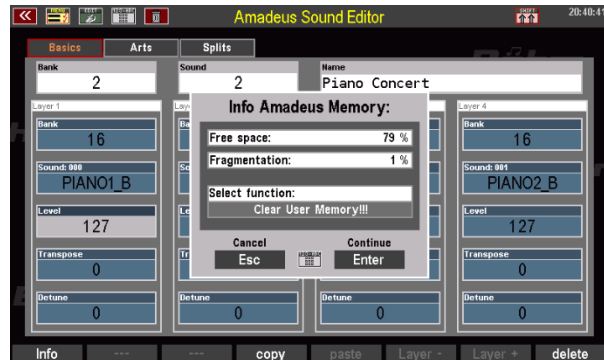 Amadeus Sound Editor
20:40:41
Basics Arts Splits
Bank Sound Name
2 2 Piano Concert
Layer 1 Layer 4
Bank Bank
16 16
Sound: 000 Sound: 001
PIANO1_B PIANO2_B
Level Level
127 127
Transpose Transpose
0 0
Detune Detune Detune Detune
0 0 0 0
Info Amadeus Memory:
Free space: 79 %
Fragmentation: 1 %
Select function:
Clear User Memory!!!
Cancel Continue
Esc Enter
Info --- --- copy paste Layer - Layer + delete